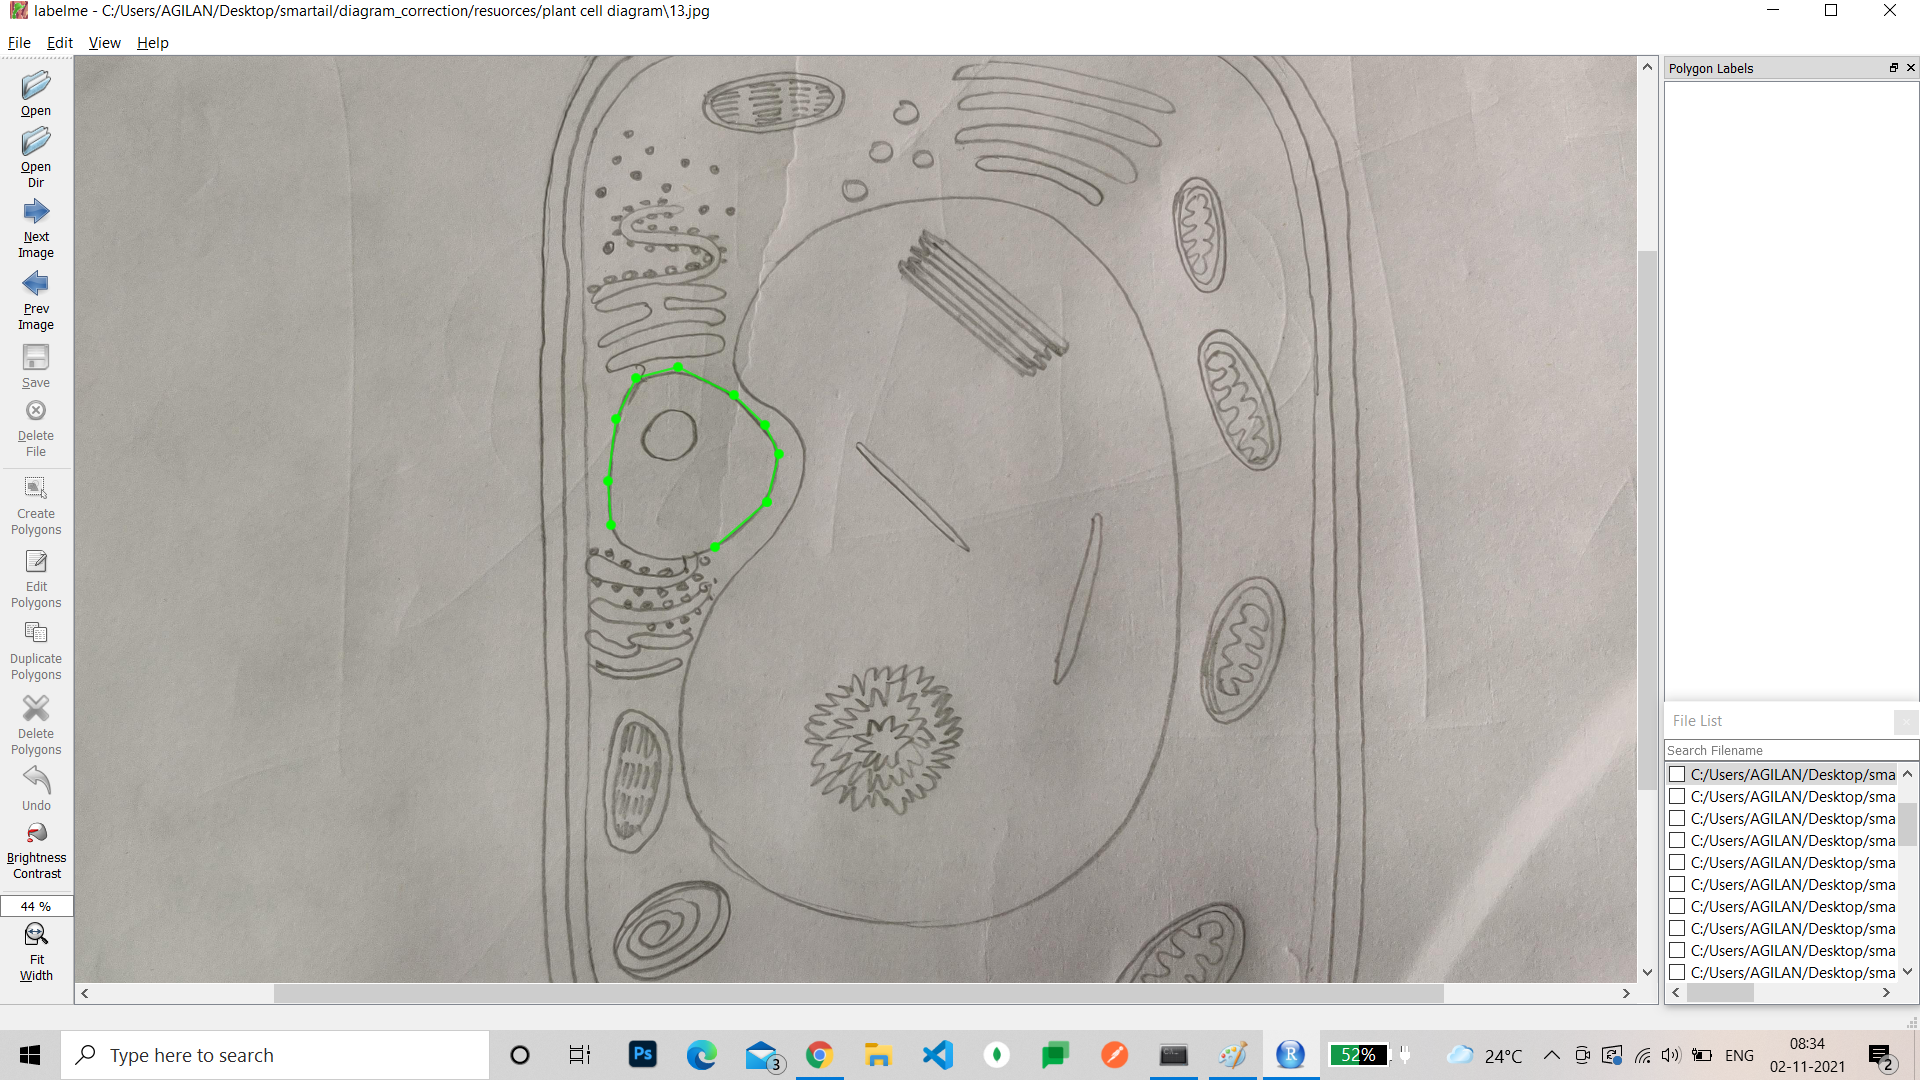 labelme - C:/Users/AGILAN/Desktop/smartail/diagram_correction/resuorces/plant cell diagram\13.jpg
File Edit View Help
Open
Open
Dir
Next
Image
Prev
Image
Save
Delete
File
Create
Polygons
Edit
Polygons
Duplicate
Polygons
Delete
Polygons
Undo
Brightness
Contrast
44 %
Fit
Width
Polygon Labels
File List
Search Filename
C:/Users/AGILAN/Desktop/sma
C:/Users/AGILAN/Desktop/sma
C:/Users/AGILAN/Desktop/sma
C:/Users/AGILAN/Desktop/sma
C:/Users/AGILAN/Desktop/sma
C:/Users/AGILAN/Desktop/sma
C:/Users/AGILAN/Desktop/sma
C:/Users/AGILAN/Desktop/sma
C:/Users/AGILAN/Desktop/sma
C:/Users/AGILAN/Desktop/sma
Type here to search
Ps
3
R
52%
24°C
ENG
08:34
02-11-2021
2